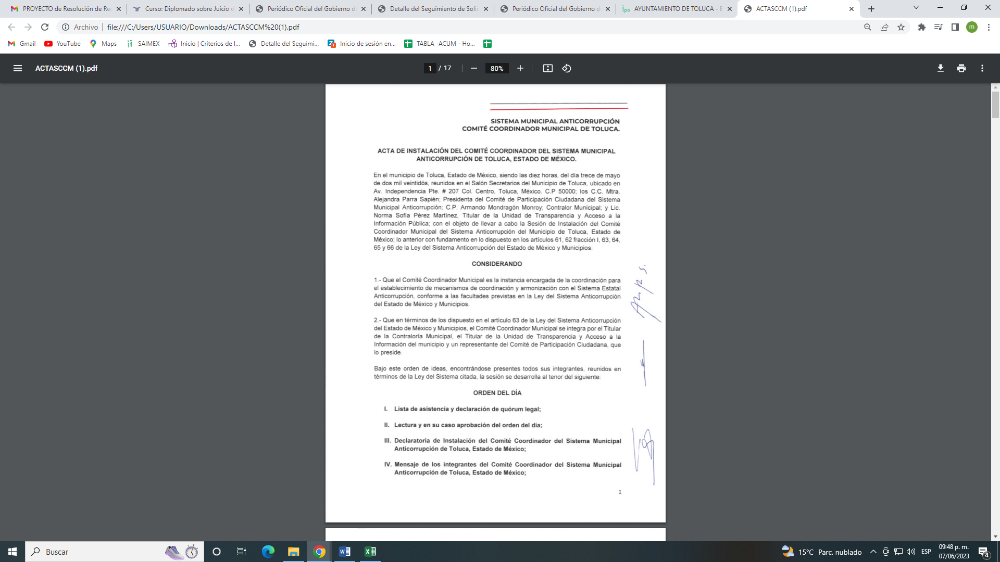 PROYECTO de Resolución de Re
Curso: Diplomado sobre Juicio d
Periódico Oficial del Gobierno de
Detalle del Seguimiento de Solic
Periódico Oficial del Gobierno de
AYUNTAMIENTO DE TOLUCA - E
ACTASCCM (1).pdf
Archivo
file:///C:/Users/USUARIO/Downloads/ACTASCCM%20(1).pdf
m
Gmail
YouTube
Maps
SAIMEX
Inicio | Criterios de I...
Detalle del Seguimi...
Inicio de sesión en...
TABLA -ACUM - Ho...
ACTASCCM (1).pdf
1 / 17
80%
SISTEMA MUNICIPAL ANTICORRUPCIÓN
COMITÉ COORDINADOR MUNICIPAL DE TOLUCA.
ACTA DE INSTALACIÓN DEL COMITÉ COORDINADOR DEL SISTEMA MUNICIPAL
ANTICORRUPCIÓN DE TOLUCA, ESTADO DE MÉXICO.
En el municipio de Toluca, Estado de México, siendo las diez horas, del día trece de mayo
de dos mil veintidós, reunidos en el Salón Secretarios del Municipio de Toluca, ubicado en
Av. Independencia Pte. # 207 Col. Centro, Toluca, México. C.P 50000; los C.C. Mtra.
Alejandra Parra Sapién; Presidenta del Comité de Participación Ciudadana del Sistema
Municipal Anticorrupción; C.P. Armando Mondragón Monroy; Contralor Municipal; y Lic.
Norma Sofía Pérez Martínez, Titular de la Unidad de Transparencia y Acceso a la
Información Pública; con el objeto de llevar a cabo la Sesión de Instalación del Comité
Coordinador Municipal del Sistema Anticorrupción del Municipio de Toluca, Estado de
México; lo anterior con fundamento en lo dispuesto en los artículos 61, 62 fracción I, 63, 64,
65 y 66 de la Ley del Sistema Anticorrupción del Estado de México y Municipios:
CONSIDERANDO
1.- Que el Comité Coordinador Municipal es la instancia encargada de la coordinación para
el establecimiento de mecanismos de coordinación y armonización con el Sistema Estatal
Anticorrupción, conforme a las facultades previstas en la Ley del Sistema Anticorrupción
del Estado de México y Municipios.
2.- Que en términos de los dispuesto en el artículo 63 de la Ley del Sistema Anticorrupción
del Estado de México y Municipios, el Comité Coordinador Municipal se integra por el Titular
de la Contraloría Municipal, el Titular de la Unidad de Transparencia y Acceso a la
Información del municipio y un representante del Comité de Participación Ciudadana, que
lo preside.
Bajo este orden de ideas, encontrándose presentes todos sus integrantes, reunidos en
términos de la Ley del Sistema citada, la sesión se desarrolla al tenor del siguiente:
ORDEN DEL DÍA
I. Lista de asistencia y declaración de quórum legal;
II. Lectura y en su caso aprobación del orden del día;
III. Declaratoria de Instalación del Comité Coordinador del Sistema Municipal
Anticorrupción de Toluca, Estado de México;
IV. Mensaje de los integrantes del Comité Coordinador del Sistema Municipal
Anticorrupción de Toluca, Estado de México;
1
Buscar
15°C Parc. nublado
ESP
09:48 p. m.
07/06/2023
4